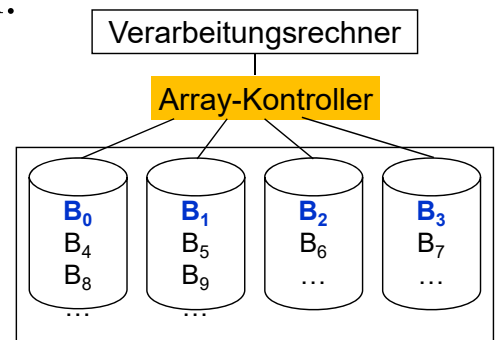 Verarbeitungsrechner
Array-Kontroller
B₀ B₁ B₂ B₃
B₄ B₅ B₆ B₇
B₈ B₉ … …
… …